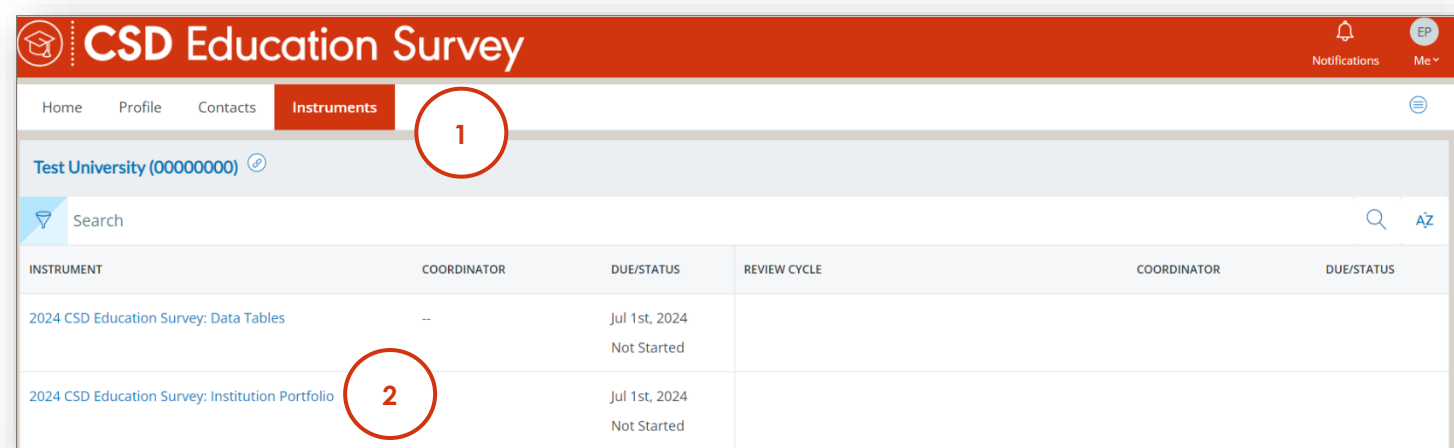 CSD Education Survey
Notifications
EP
Me
Home Profile Contacts Instruments
1
Test University (00000000)
Search
AZ
INSTRUMENT COORDINATOR DUE/STATUS REVIEW CYCLE COORDINATOR DUE/STATUS
2024 CSD Education Survey: Data Tables -- Jul 1st, 2024
Not Started
2024 CSD Education Survey: Institution Portfolio 2 Jul 1st, 2024
Not Started